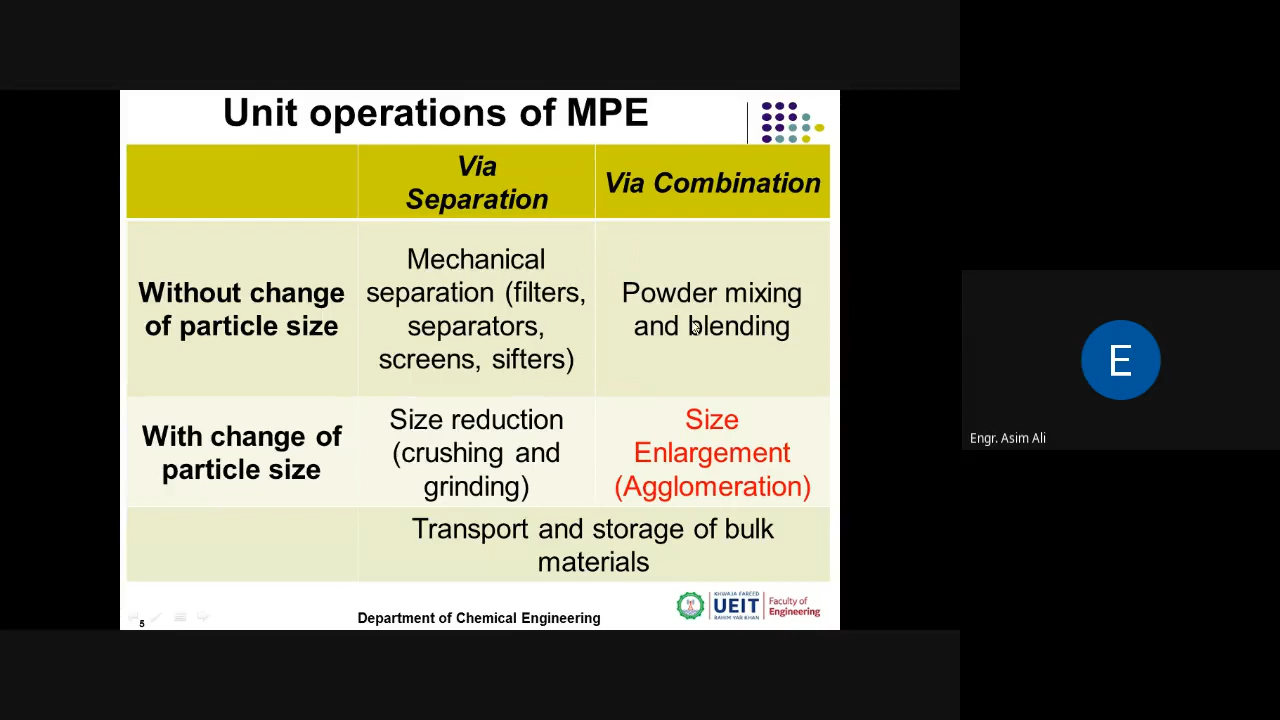 Unit operations of MPE
Via
Separation
Via Combination
Without change
of particle size
Mechanical
separation (filters,
separators,
screens, sifters)
Powder mixing
and blending
With change of
particle size
Size reduction
(crushing and
grinding)
Size
Enlargement
(Agglomeration)
Transport and storage of bulk
materials
5
Department of Chemical Engineering
KHWAJA FAREED
UEIT
RAHIM YAR KHAN
Faculty of
Engineering
E
Engr. Asim Ali